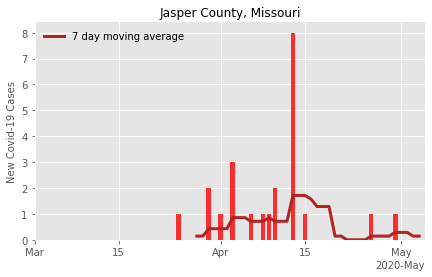 Jasper County, Missouri
7 day moving average
New Covid-19 Cases
8
7
6
5
4
3
2
1
0
Mar
15
Apr
15
May
2020-May